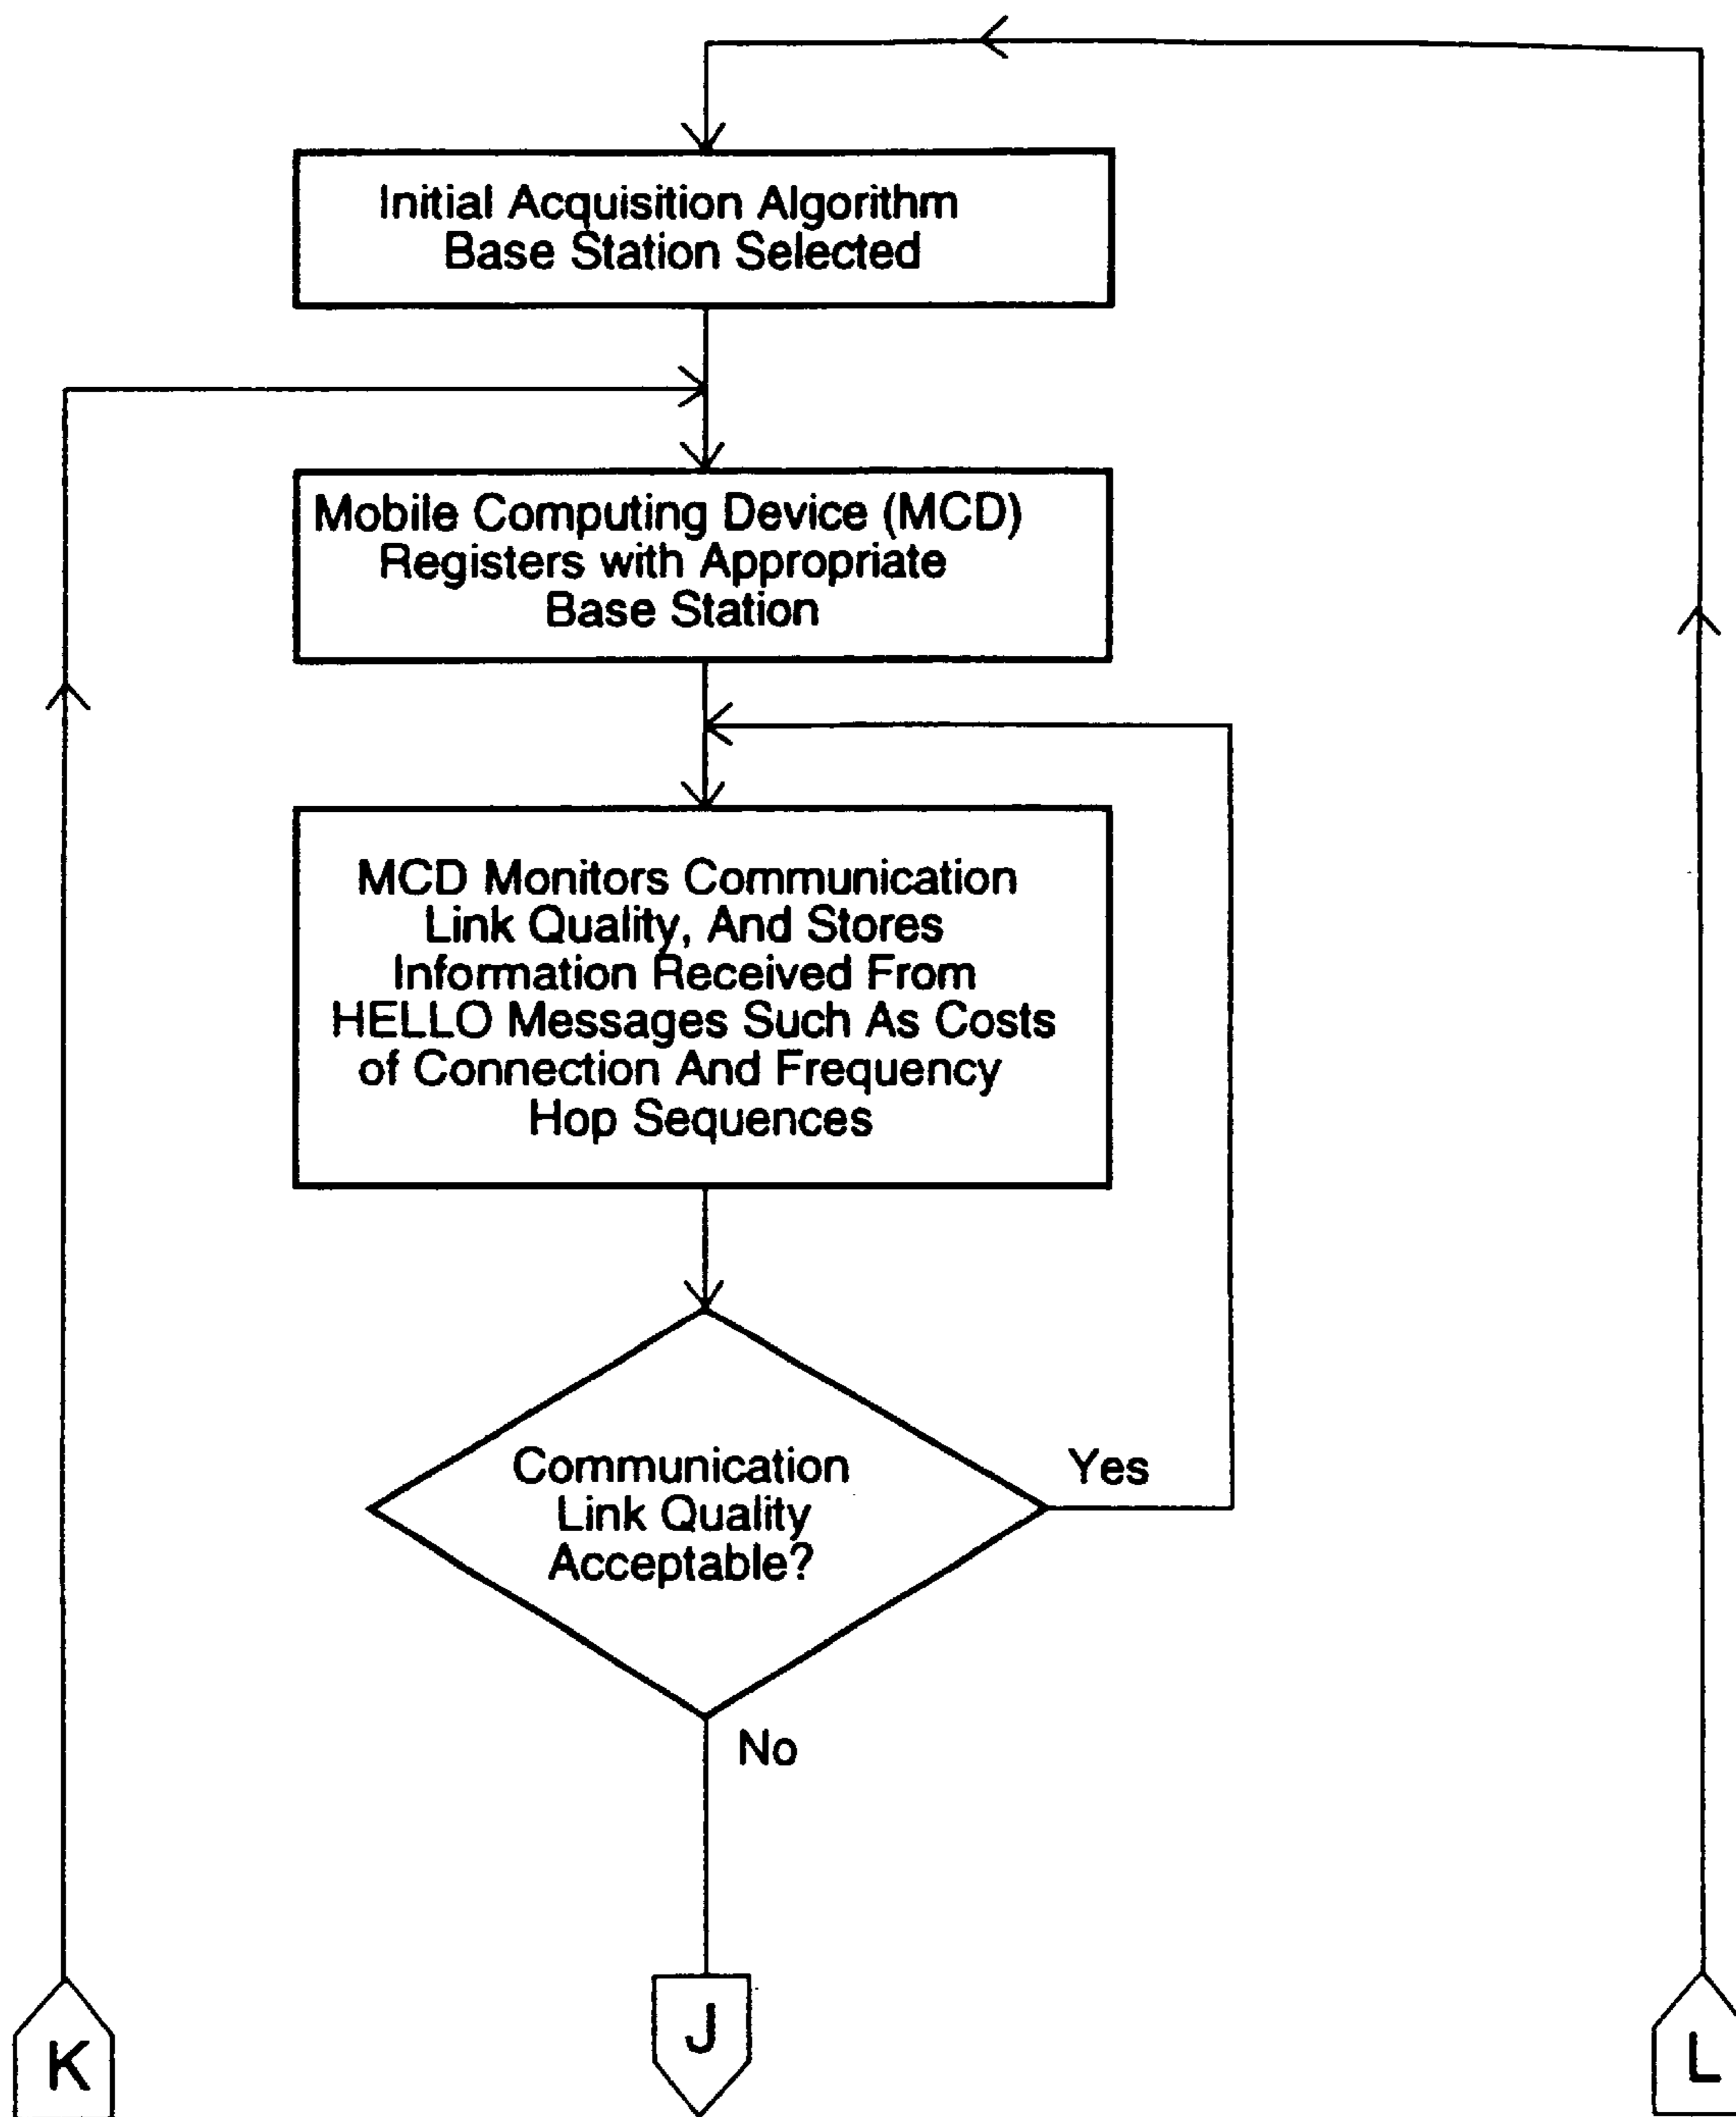 Initial Acquisition Algorithm
Base Station Selected
Mobile Computing Device (MCD)
Registers with Appropriate
Base Station
MCD Monitors Communication
Link Quality, And Stores
Information Received From
HELLO Messages Such As Costs
of Connection And Frequency
Hop Sequences
Communication
Link Quality
Acceptable?
Yes
No
K
J
L